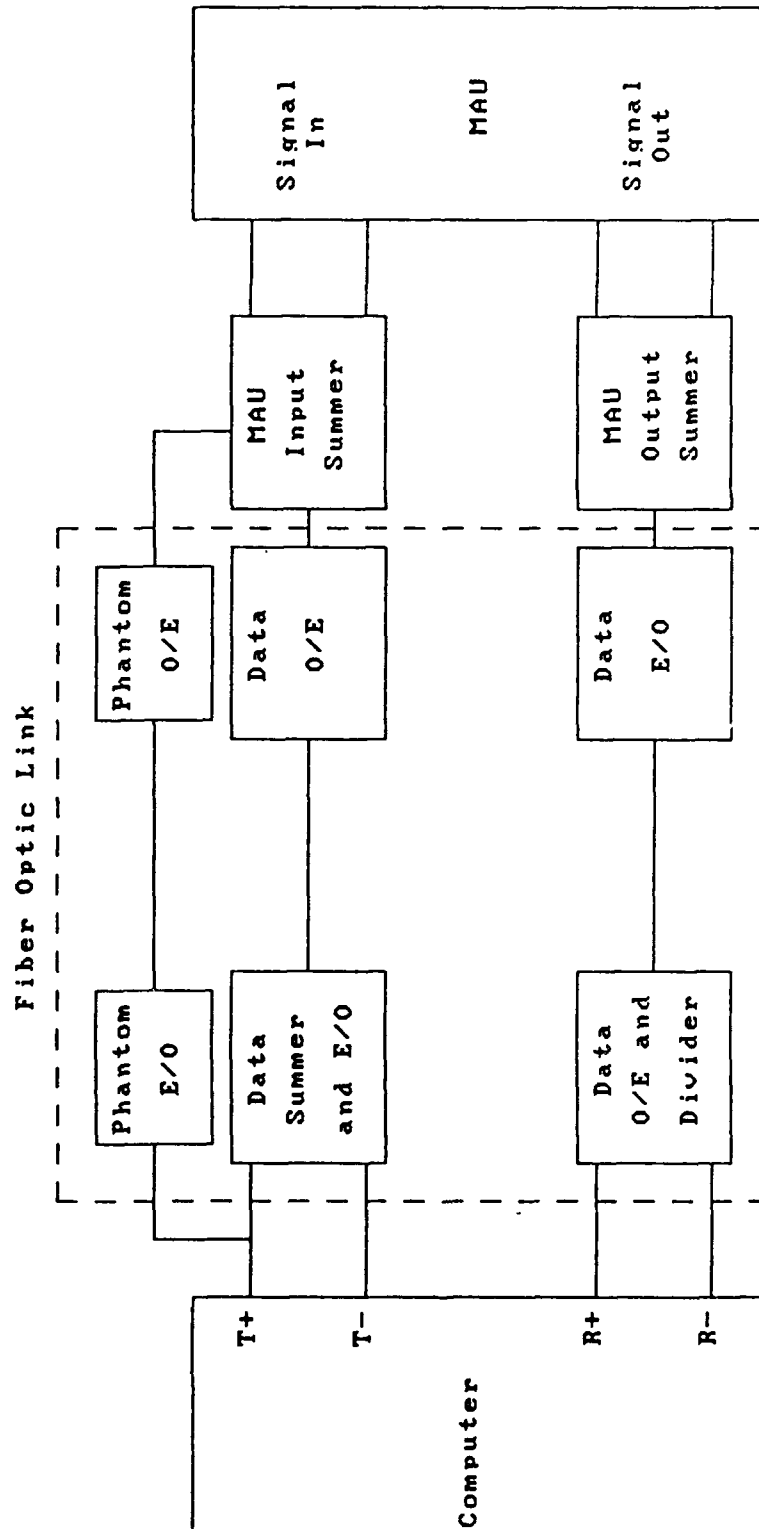 Fiber Optic Link
Phantom
E/O
Phantom
O/E
Computer
T+
T-
R+
R-
Data
Summer
and E/O
Data
O/E
MAU
Input
Summer
Signal
In
MAU
Data
O/E and
Divider
Data
E/O
MAU
Output
Summer
Signal
Out